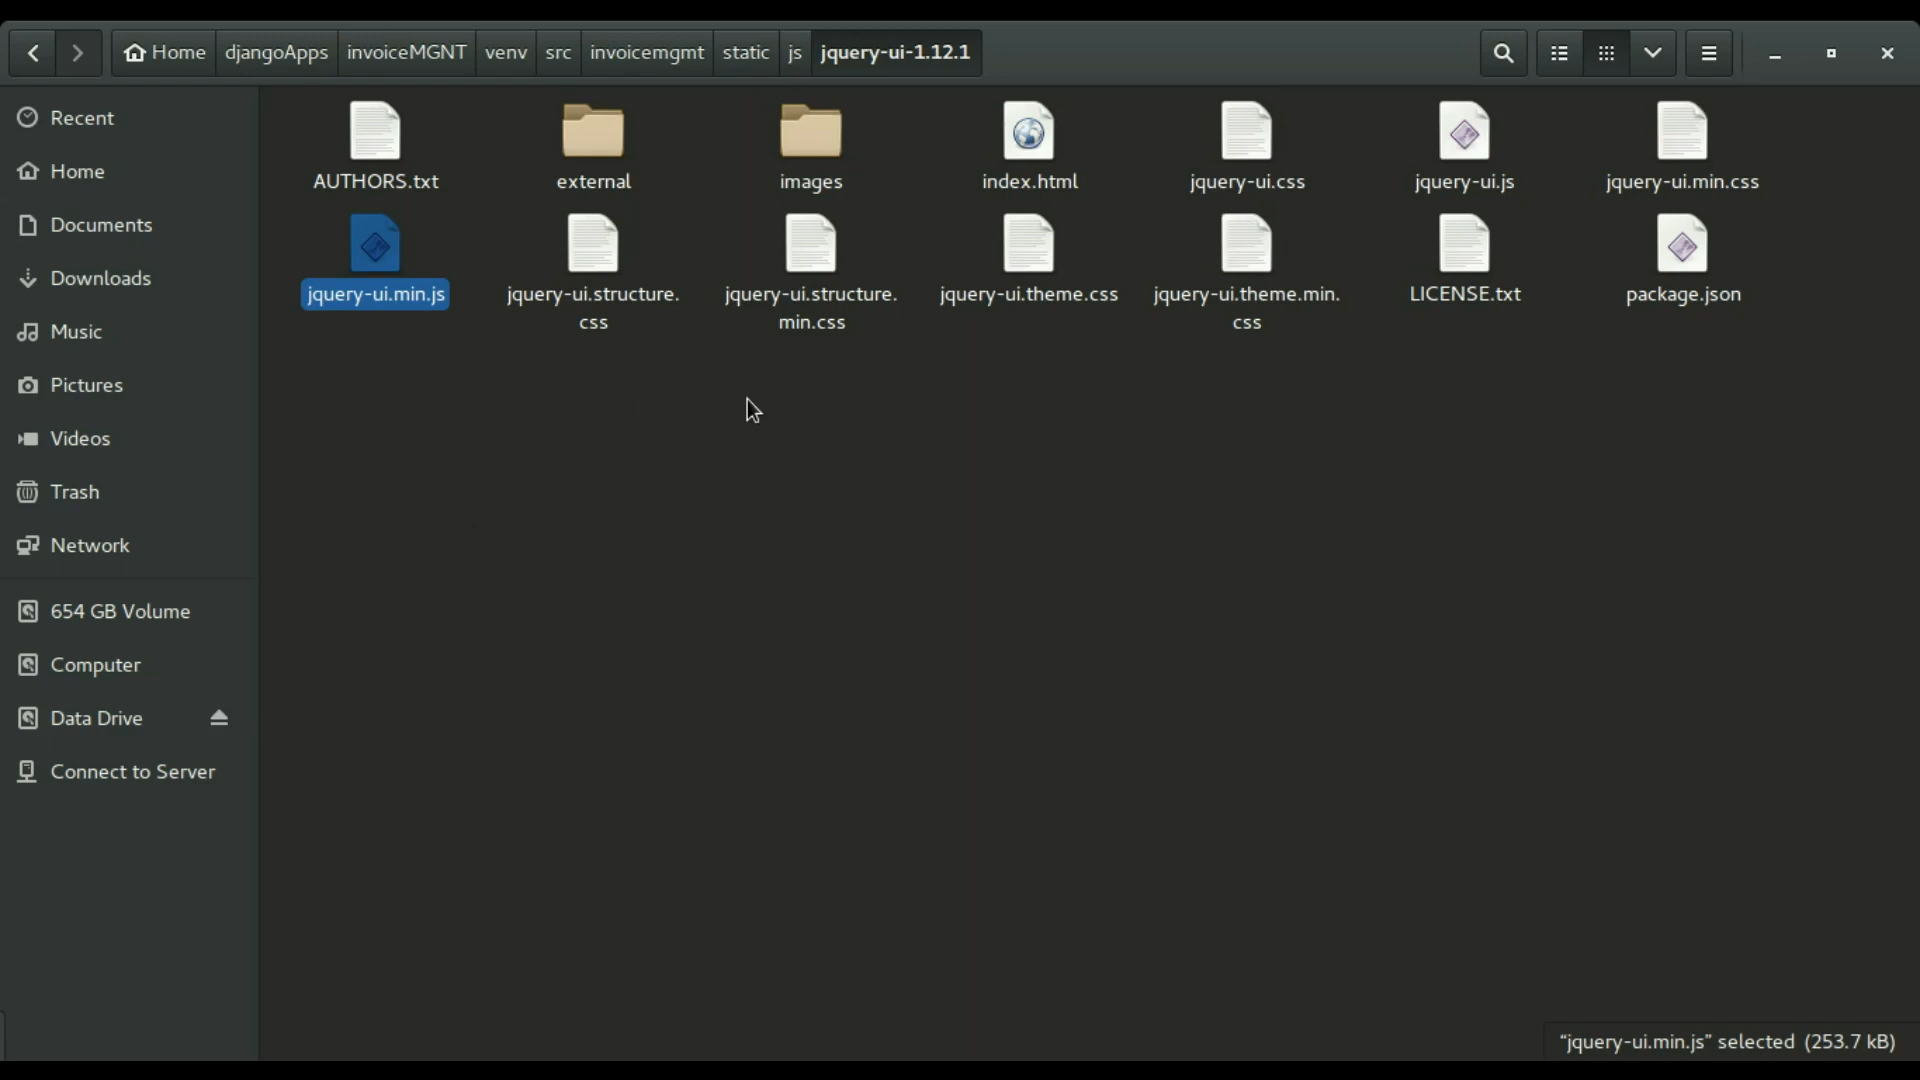 Home djangoApps invoiceMGNT venv src invoicemgmt static js jquery-ui-1.12.1
Recent
Home
Documents
Downloads
Music
Pictures
Videos
Trash
Network
654 GB Volume
Computer
Data Drive
Connect to Server
AUTHORS.txt
external
images
index.html
jquery-ui.css
jquery-ui.js
jquery-ui.min.css
jquery-ui.min.js
jquery-ui.structure.
css
jquery-ui.structure.
min.css
jquery-ui.theme.css
jquery-ui.theme.min.
css
LICENSE.txt
package.json
“jquery-ui.min.js” selected (253.7 kB)